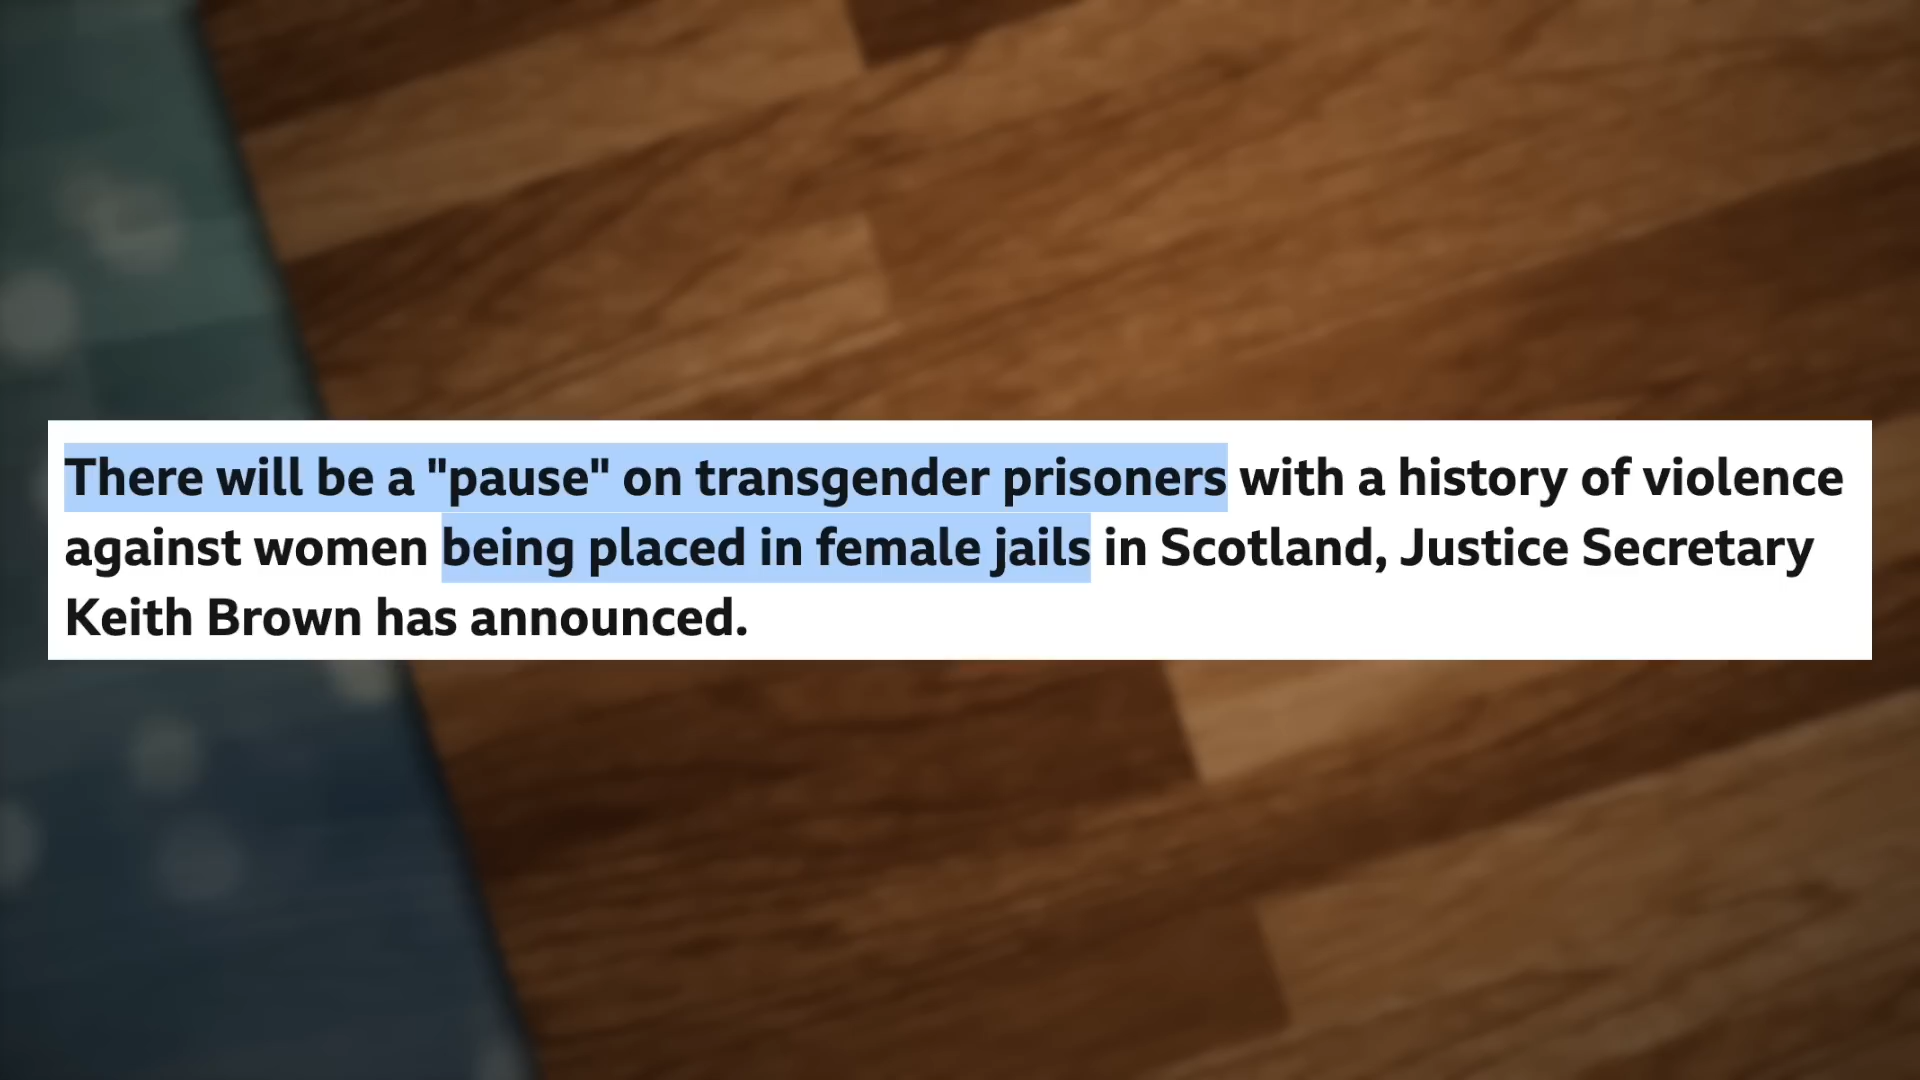 There will be a "pause" on transgender prisoners with a history of violence
against women being placed in female jails in Scotland, Justice Secretary
Keith Brown has announced.